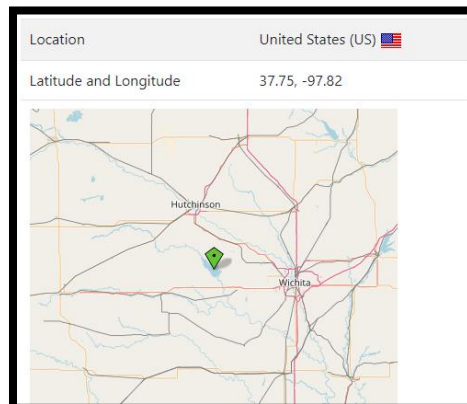 Location United States (US)
Latitude and Longitude 37.75, -97.82
Hutchinson
Wichita